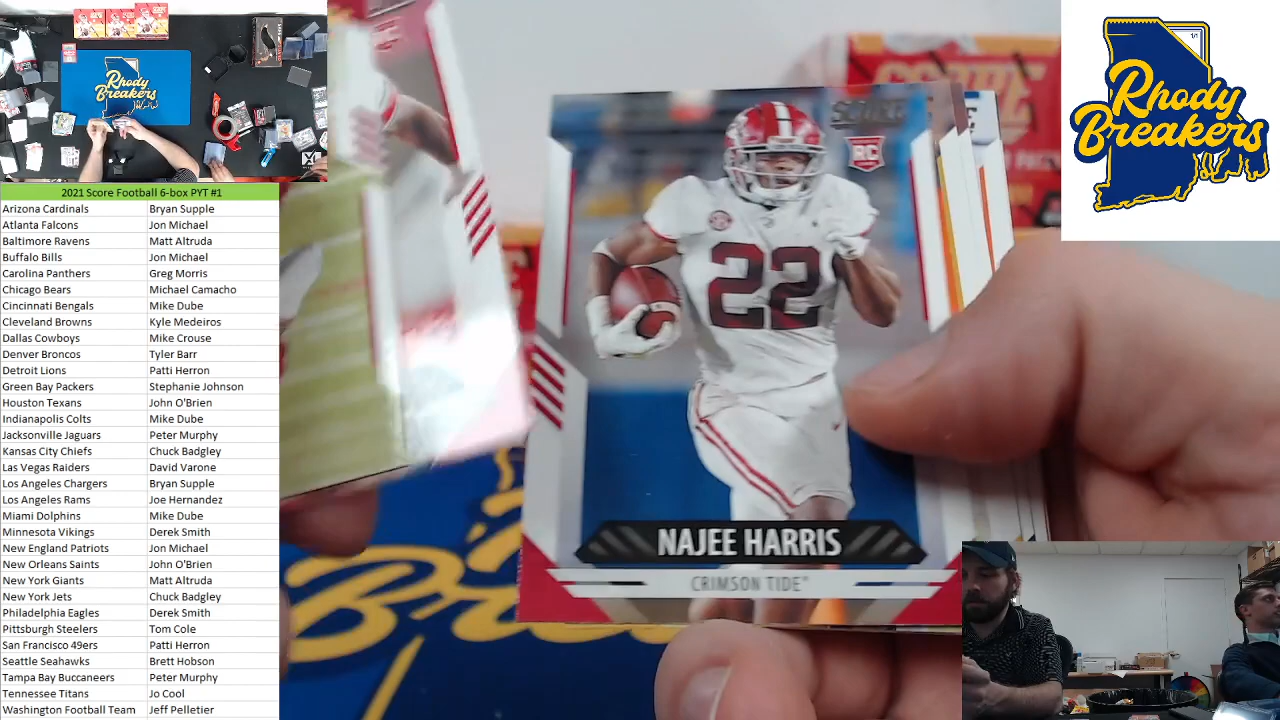 2021 Score Football 6-box PYT #1
Arizona Cardinals Bryan Supple
Atlanta Falcons Jon Michael
Baltimore Ravens Matt Altruda
Buffalo Bills Jon Michael
Carolina Panthers Greg Morris
Chicago Bears Michael Camacho
Cincinnati Bengals Mike Dube
Cleveland Browns Kyle Medeiros
Dallas Cowboys Mike Crouse
Denver Broncos Tyler Barr
Detroit Lions Patti Herron
Green Bay Packers Stephanie Johnson
Houston Texans John O'Brien
Indianapolis Colts Mike Dube
Jacksonville Jaguars Peter Murphy
Kansas City Chiefs Chuck Badgley
Las Vegas Raiders David Varone
Los Angeles Chargers Bryan Supple
Los Angeles Rams Joe Hernandez
Miami Dolphins Mike Dube
Minnesota Vikings Derek Smith
New England Patriots Jon Michael
New Orleans Saints John O'Brien
New York Giants Matt Altruda
New York Jets Chuck Badgley
Philadelphia Eagles Derek Smith
Pittsburgh Steelers Tom Cole
San Francisco 49ers Patti Herron
Seattle Seahawks Brett Hobson
Tampa Bay Buccaneers Peter Murphy
Tennessee Titans Jo Cool
Washington Football Team Jeff Pelletier
Rhody
Breakers
SCORE
RC
22
NAJEE HARRIS
CRIMSON TIDE
1/1
Rhody
Breakers